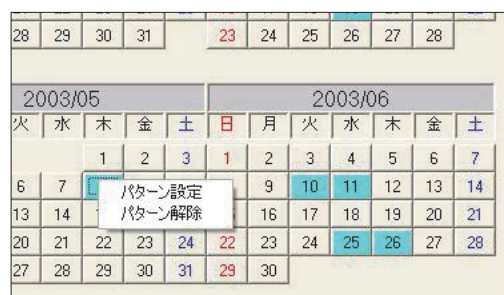 28 29 30 31 23 24 25 26 27 28
2003/05 2003/06
火 水 木 金 土 日 月 火 水 木 金 土
1 2 3 1 2 3 4 5 6 7
6 7 パターン設定 9 10 11 12 13 14
13 14 パターン解除 16 17 18 19 20 21
20 21 22 23 24 22 23 24 25 26 27 28
27 28 29 30 31 29 30